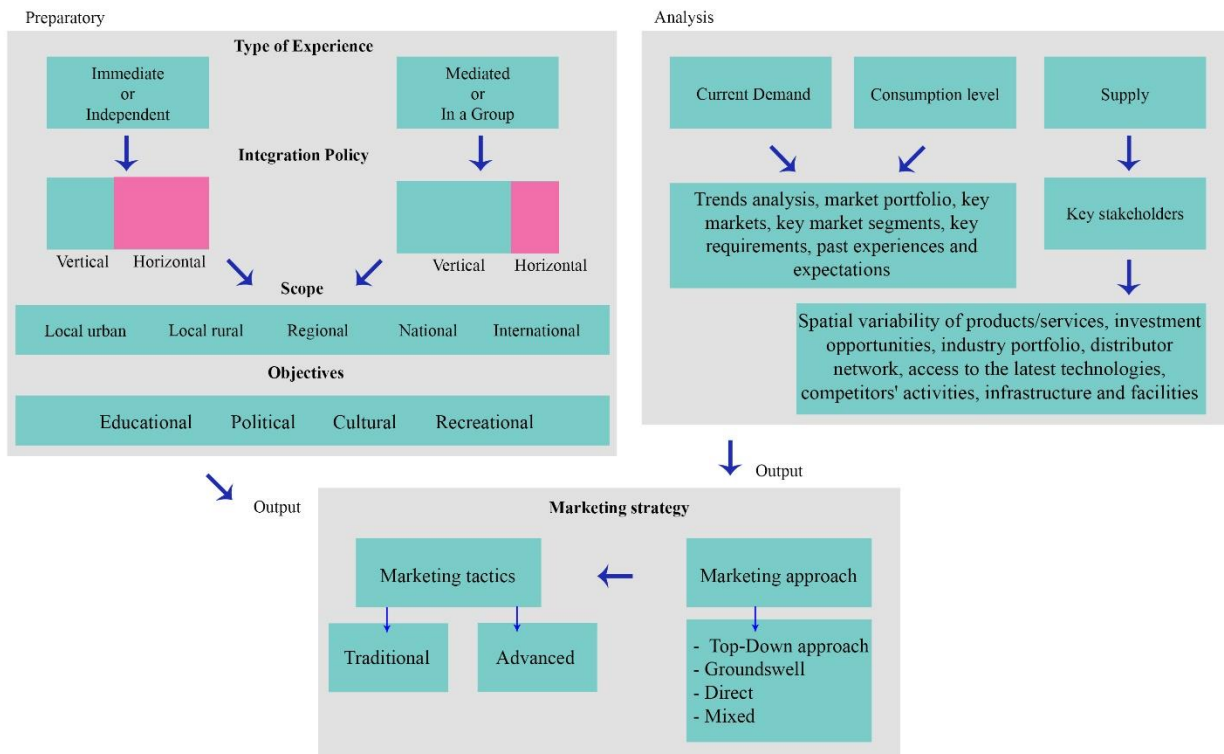 Preparatory
Type of Experience
Immediate
or
Independent
Mediated
or
In a Group
Integration Policy
Vertical
Horizontal
Vertical
Horizontal
Scope
Local urban
Local rural
Regional
National
International
Objectives
Educational
Political
Cultural
Recreational
Output
Analysis
Current Demand
Consumption level
Supply
Trends analysis, market portfolio, key
markets, key market segments, key
requirements, past experiences and
expectations
Key stakeholders
Spatial variability of products/services, investment
opportunities, industry portfolio, distributor
network, access to the latest technologies,
competitors' activities, infrastructure and facilities
Output
Marketing strategy
Marketing tactics
Marketing approach
Traditional
Advanced
- Top-Down approach
- Groundswell
- Direct
- Mixed